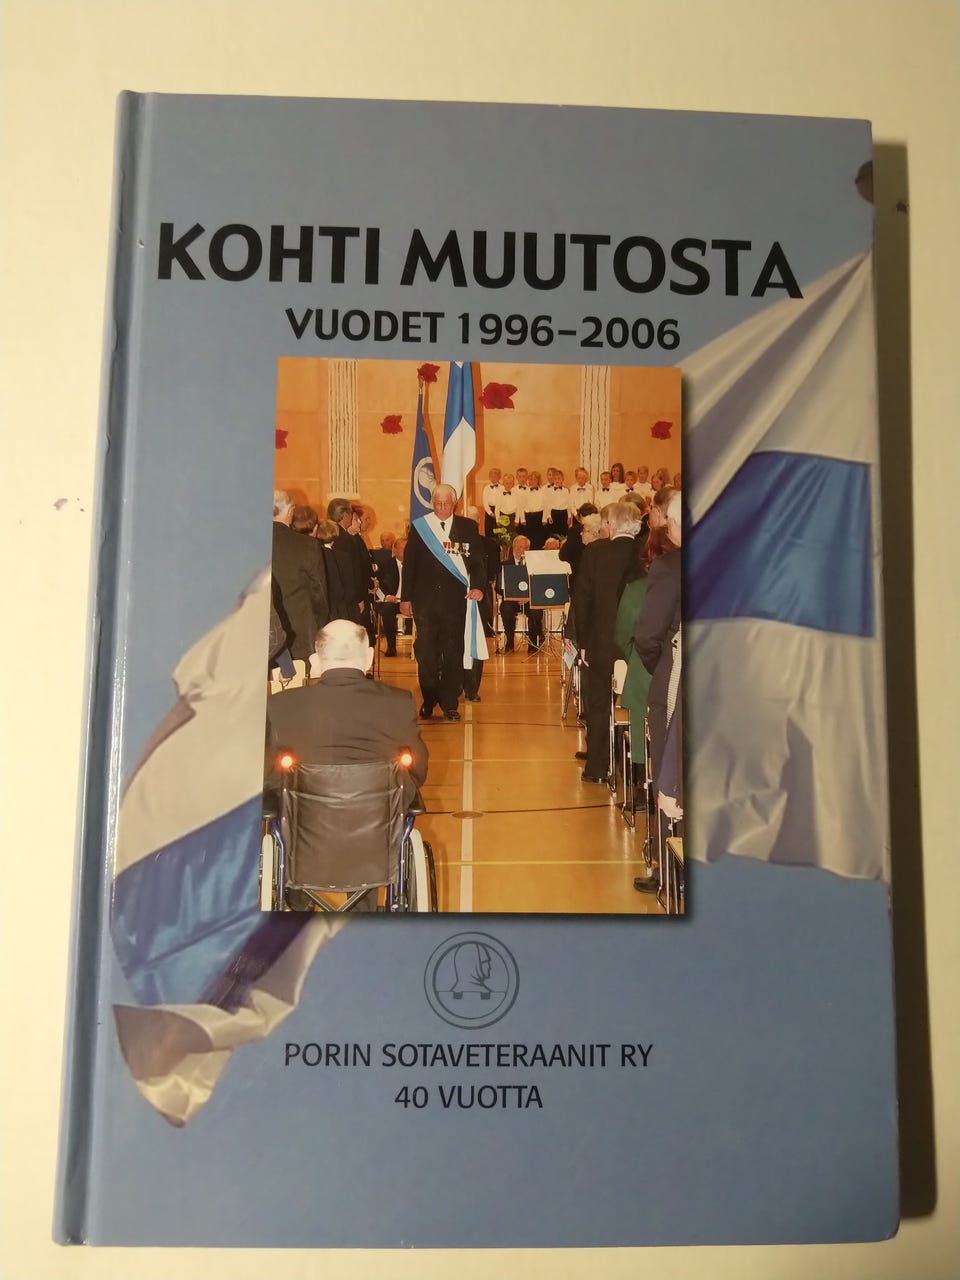 KOHTI MUUTOSTA
VUODET 1996-2006
PORIN SOTAVETERAANIT RY
40 VUOTTA